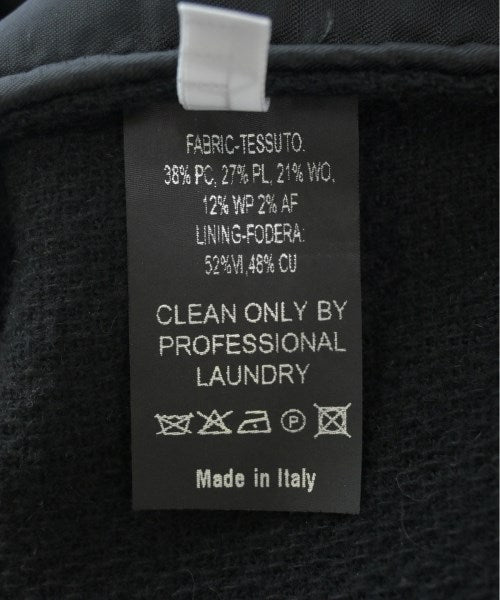 FABRIC-TESSUTO.
38% PC, 27% PL, 21% WO,
12% WP 2% AF
LINING-FODERA:
52%VI,48% CU
CLEAN ONLY BY
PROFESSIONAL
LAUNDRY
P
Made in Italy